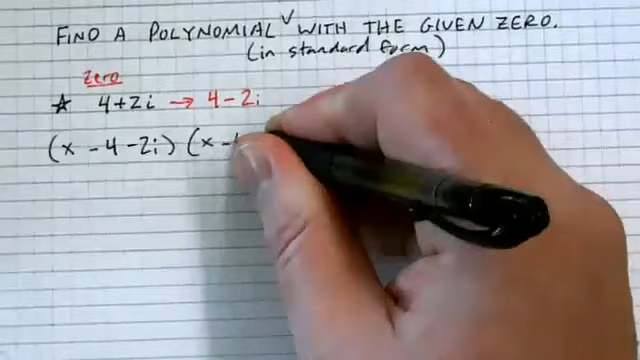 FIND A POLYNOMIAL ✓ WITH THE GIVEN ZERO.
(in standard form)
Zero
☆ 4+2i → 4-2i
(x - 4 - 2i) (x -